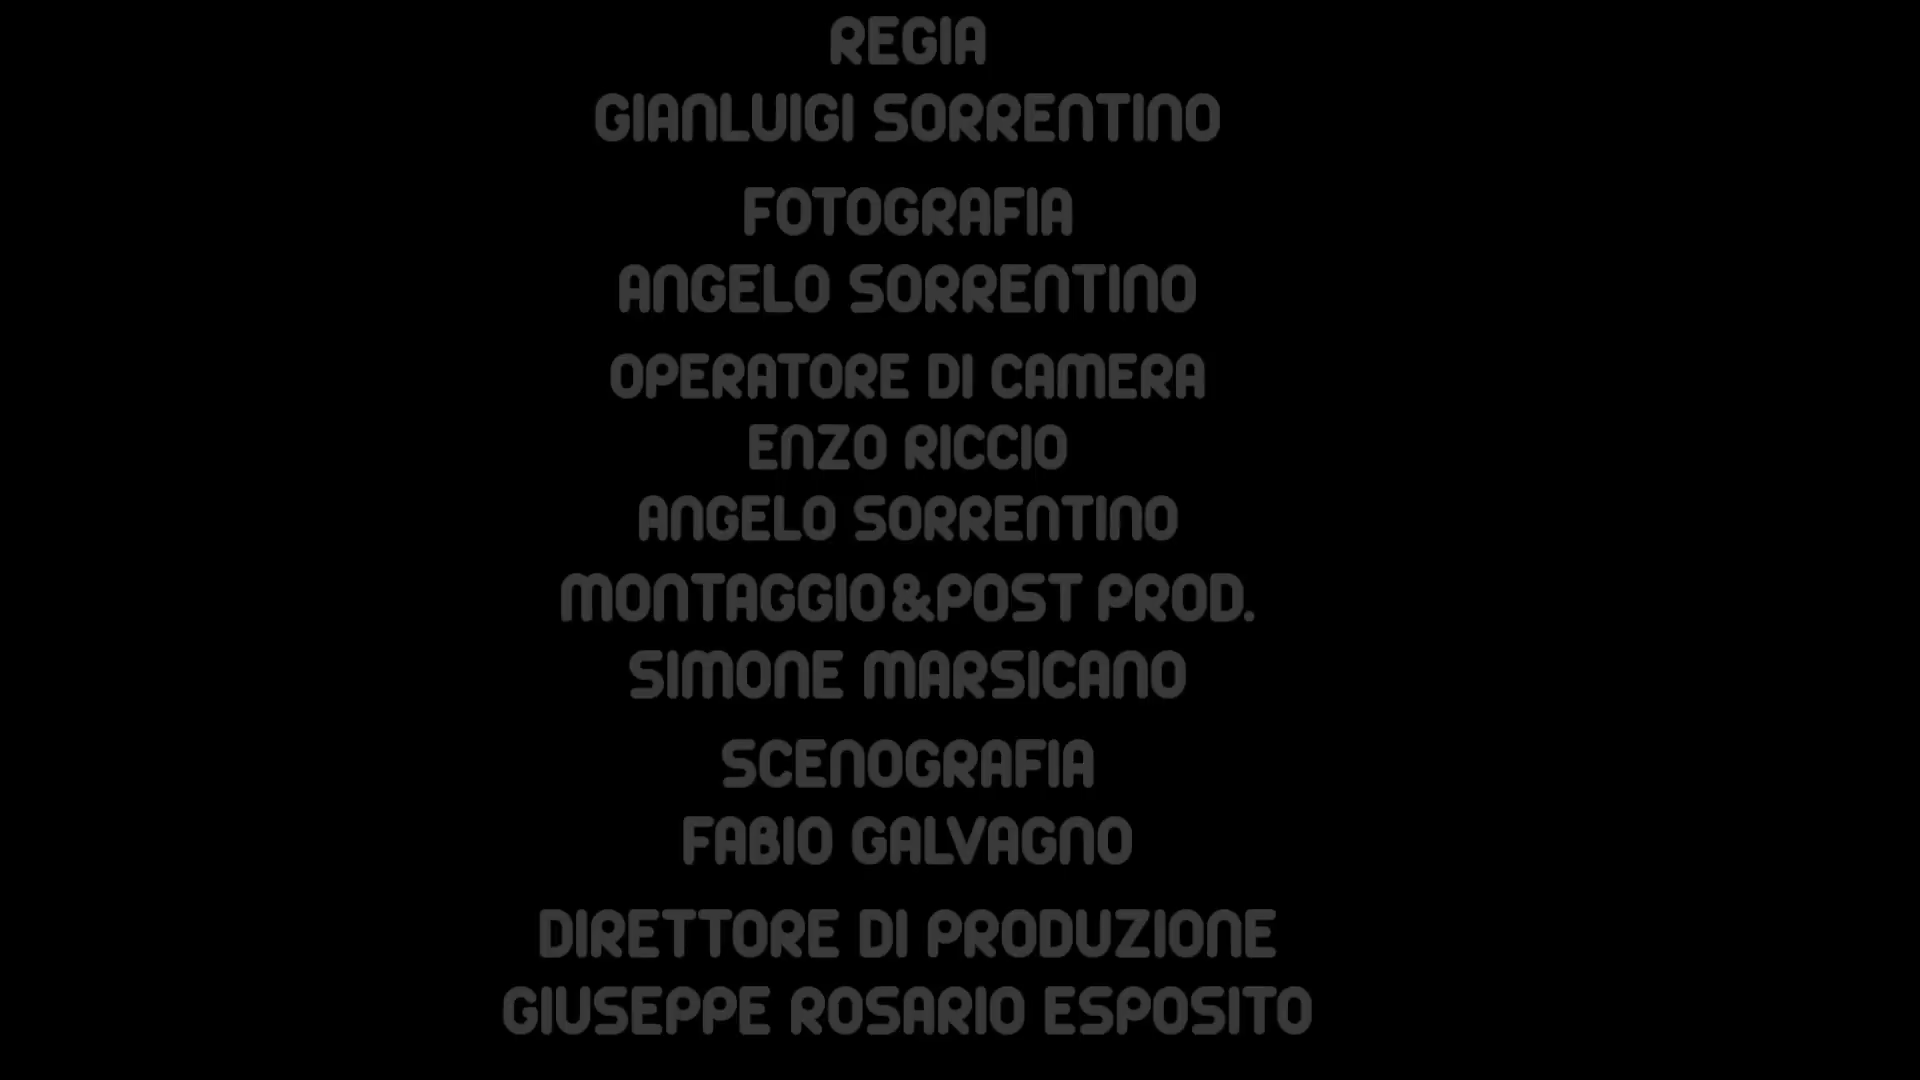 REGIA
GIANLUIGI SORRENTINO
FOTOGRAFIA
ANGELO SORRENTINO
OPERATORE DI CAMERA
ENZO RICCIO
ANGELO SORRENTINO
MONTAGGIO&POST PROD.
SIMONE MARSICANO
SCENOGRAFIA
FABIO GALVAGNO
DIRETTORE DI PRODUZIONE
GIUSEPPE ROSARIO ESPOSITO